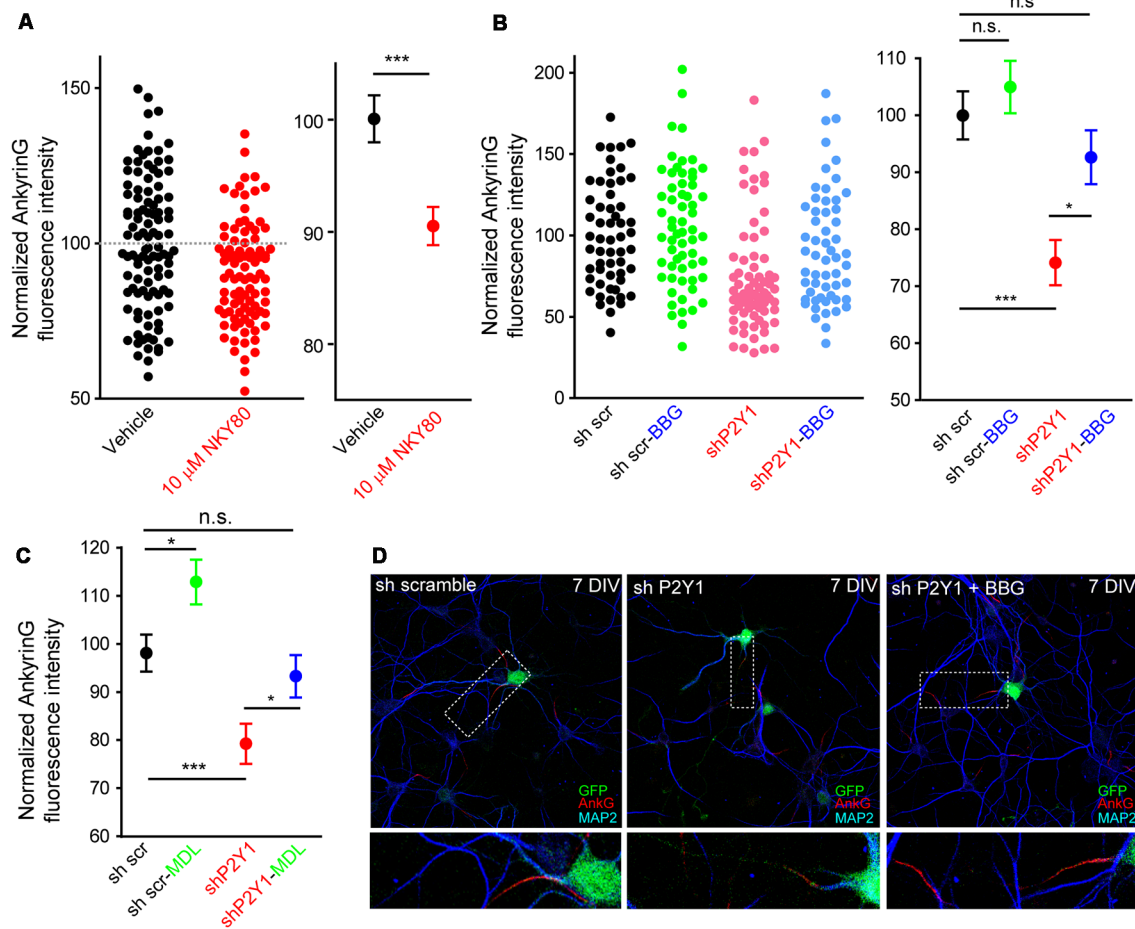 A
Normalized AnkyrinG
fluorescence intensity
150
100
50
Vehicle
10 μM NKY80
***
100
90
80
Vehicle
10 μM NKY80
B
Normalized AnkyrinG
fluorescence intensity
200
150
100
50
0
sh scr
sh scr-BBG
shP2Y1
shP2Y1-BBG
n.s
n.s.
110
100
90
80
70
60
50
*
***
sh scr
sh scr-BBG
shP2Y1
shP2Y1-BBG
C
Normalized AnkyrinG
fluorescence intensity
n.s.
*
120
110
100
90
80
70
60
*
***
sh scr
sh scr-MDL
shP2Y1
shP2Y1-MDL
D
sh scramble 7 DIV
GFP
AnkG
MAP2
sh P2Y1 7 DIV
GFP
AnkG
MAP2
sh P2Y1 + BBG 7 DIV
GFP
AnkG
MAP2